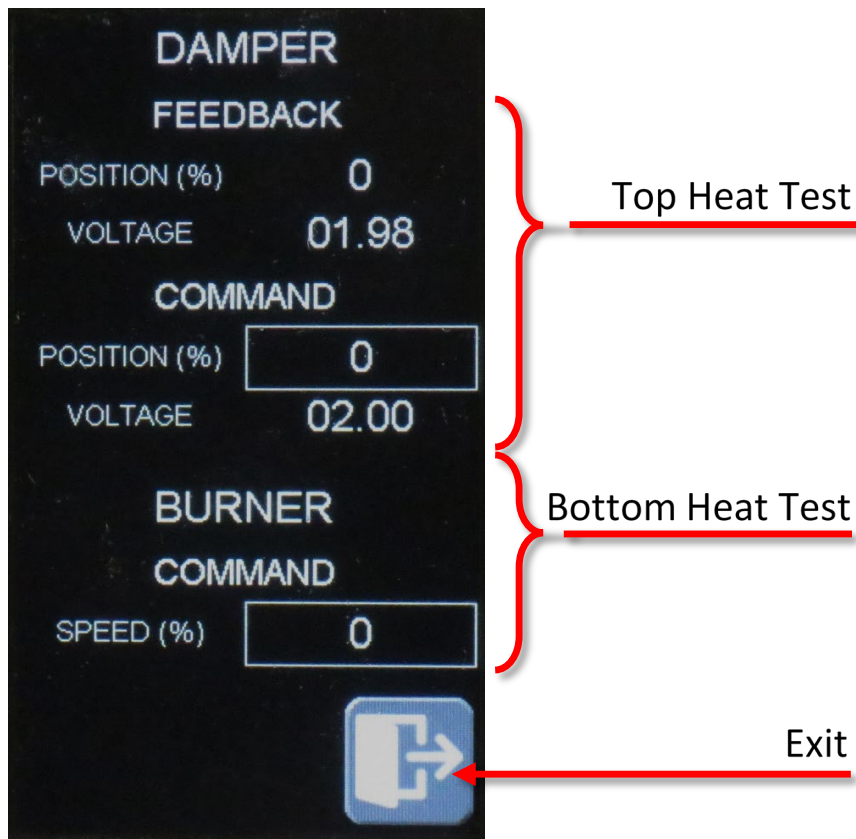 DAMPER
FEEDBACK
POSITION (%) 0
VOLTAGE 01.98
COMMAND
POSITION (%) 0
VOLTAGE 02.00
BURNER
COMMAND
SPEED (%) 0
Top Heat Test
Bottom Heat Test
Exit